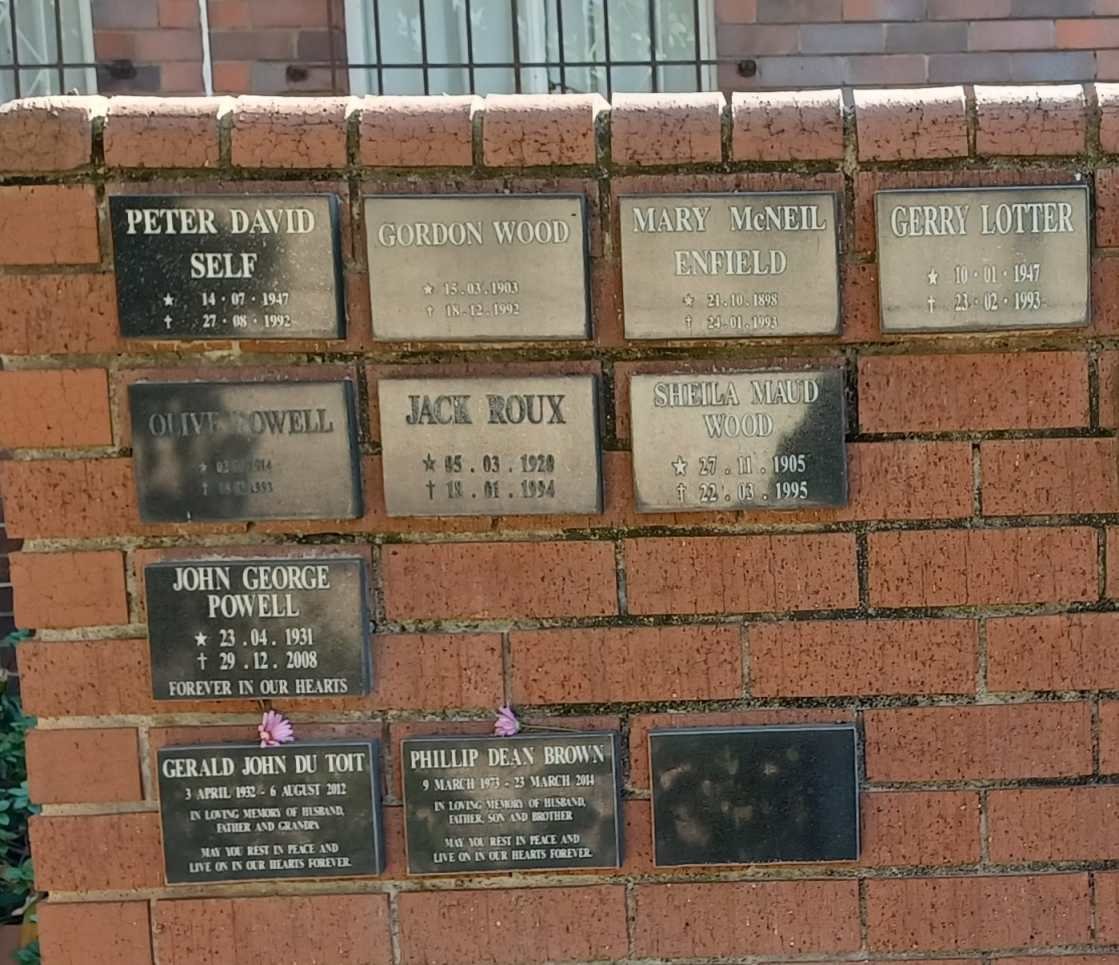 PETER DAVID
SELF
★ 14 · 07 · 1947
† 27 · 08 · 1992
GORDON WOOD
★ 15.03.1903
† 18-12.1992
MARY McNEIL
ENFIELD
★ 21.10.1898
† 24-01.1993
GERRY LOTTER
★ 10 · 01 · 1947
† 23 · 02 · 1993
OLIVE POWELL
JACK ROUX
★ 05 . 03 . 1920
† 18 . 01 . 1994
SHEILA MAUD
WOOD
★ 27 . 11 . 1905
† 22 . 03 . 1995
JOHN GEORGE
POWELL
★ 23 . 04 . 1931
† 29 . 12 . 2008
FOREVER IN OUR HEARTS
GERALD JOHN DU TOIT
3 APRIL 1932 - 6 AUGUST 2012
IN LOVING MEMORY OF HUSBAND,
FATHER AND GRANDPA
MAY YOU REST IN PEACE AND
LIVE ON IN OUR HEARTS FOREVER.
PHILLIP DEAN BROWN
9 MARCH 1973 - 23 MARCH 2014
IN LOVING MEMORY OF HUSBAND,
FATHER, SON AND BROTHER
MAY YOU REST IN PEACE AND
LIVE ON IN OUR HEARTS FOREVER.